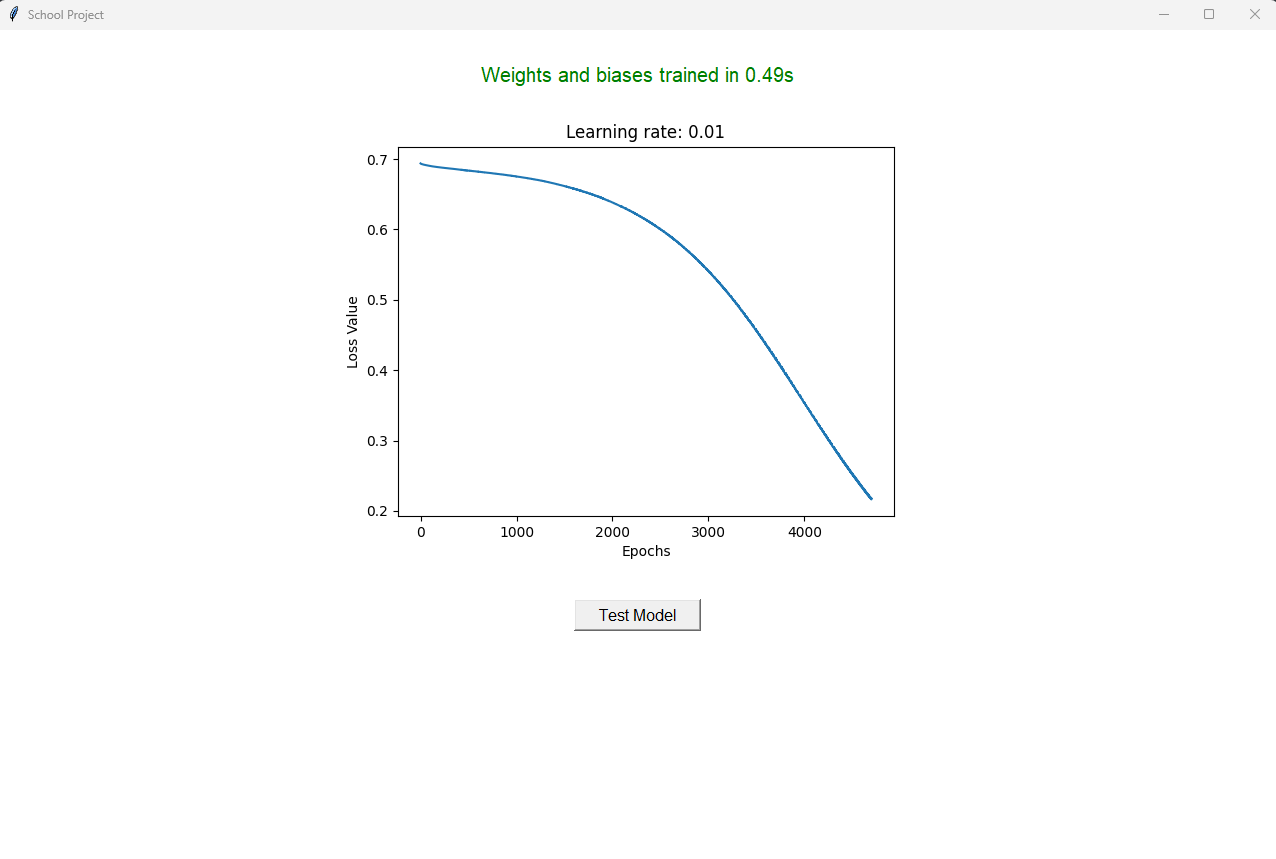 School Project
Weights and biases trained in 0.49s
Learning rate: 0.01
0.7
0.6
0.5
0.4
0.3
0.2
Loss Value
0 1000 2000 3000 4000
Epochs
Test Model